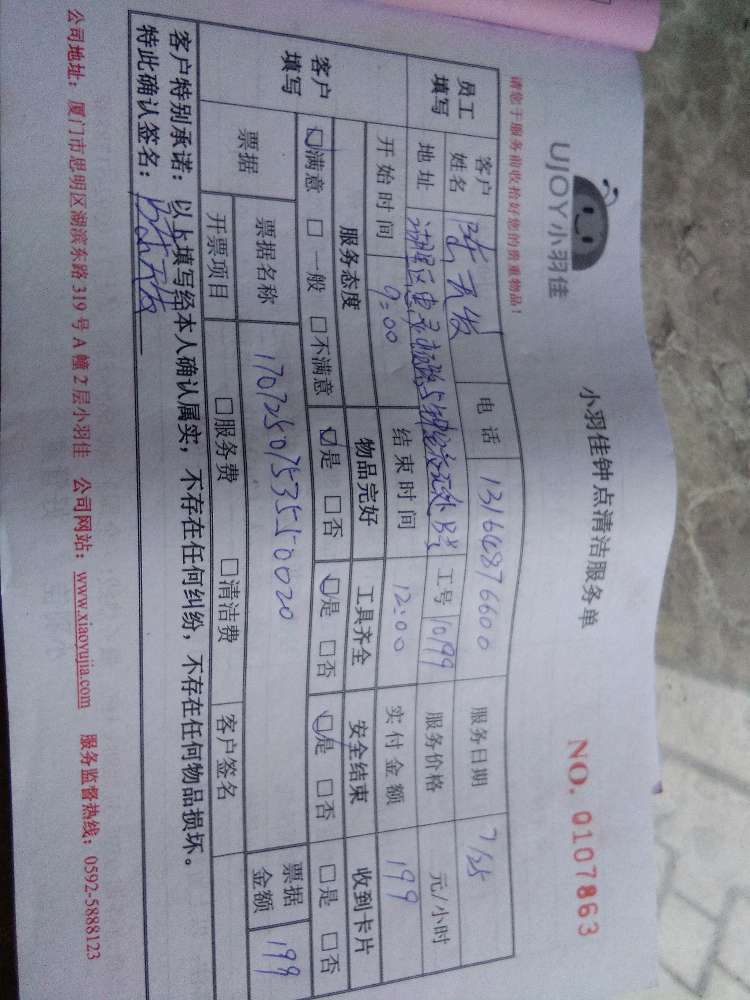 UJOY小羽佳
小羽佳钟点清洁服务单
NO. 0107863
请您于服务前收拾好您的贵重物品！
员工填写 客户姓名 电话 服务日期 7/25
地址 工号 10199 服务价格 元/小时
开始时间 9:00 结束时间 12:00 实付金额 199
客户填写 服务态度 物品完好 工具齐全 安全结束 收到卡片
☑满意 □一般 □不满意 ☑是 □否 ☑是 □否 ☑是 □否 □是 □否
票据 票据名称 票据金额 199
开票项目 □服务费 □清洁费 客户签名
客户特别承诺：以上填写经本人确认属实，不存在任何纠纷，不存在任何物品损坏。
特此确认签名：
公司地址：厦门市思明区湖滨东路319号A幢2层小羽佳 公司网站：www.xiaoyujia.com 服务监督热线：0592-5888123